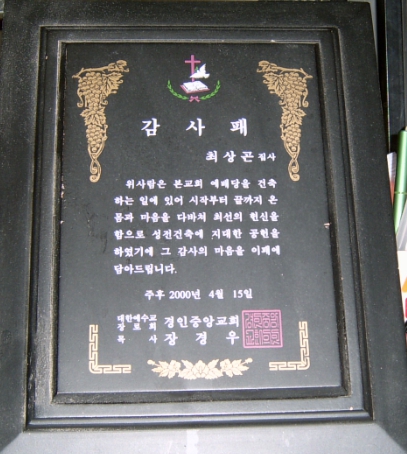 감사패
최상곤 집사
위사람은 본교회 예배당을 건축
하는 일에 있어 시작부터 끝까지 온
몸과 마음을 다바쳐 최선의 헌신을
함으로 성전건축에 지대한 공헌을
하였기에 그 감사의 마음을 이패에
담아드립니다.
주후 2000년 4월 15일
대한예수교
장로회 경인중앙교회
목사 장경우